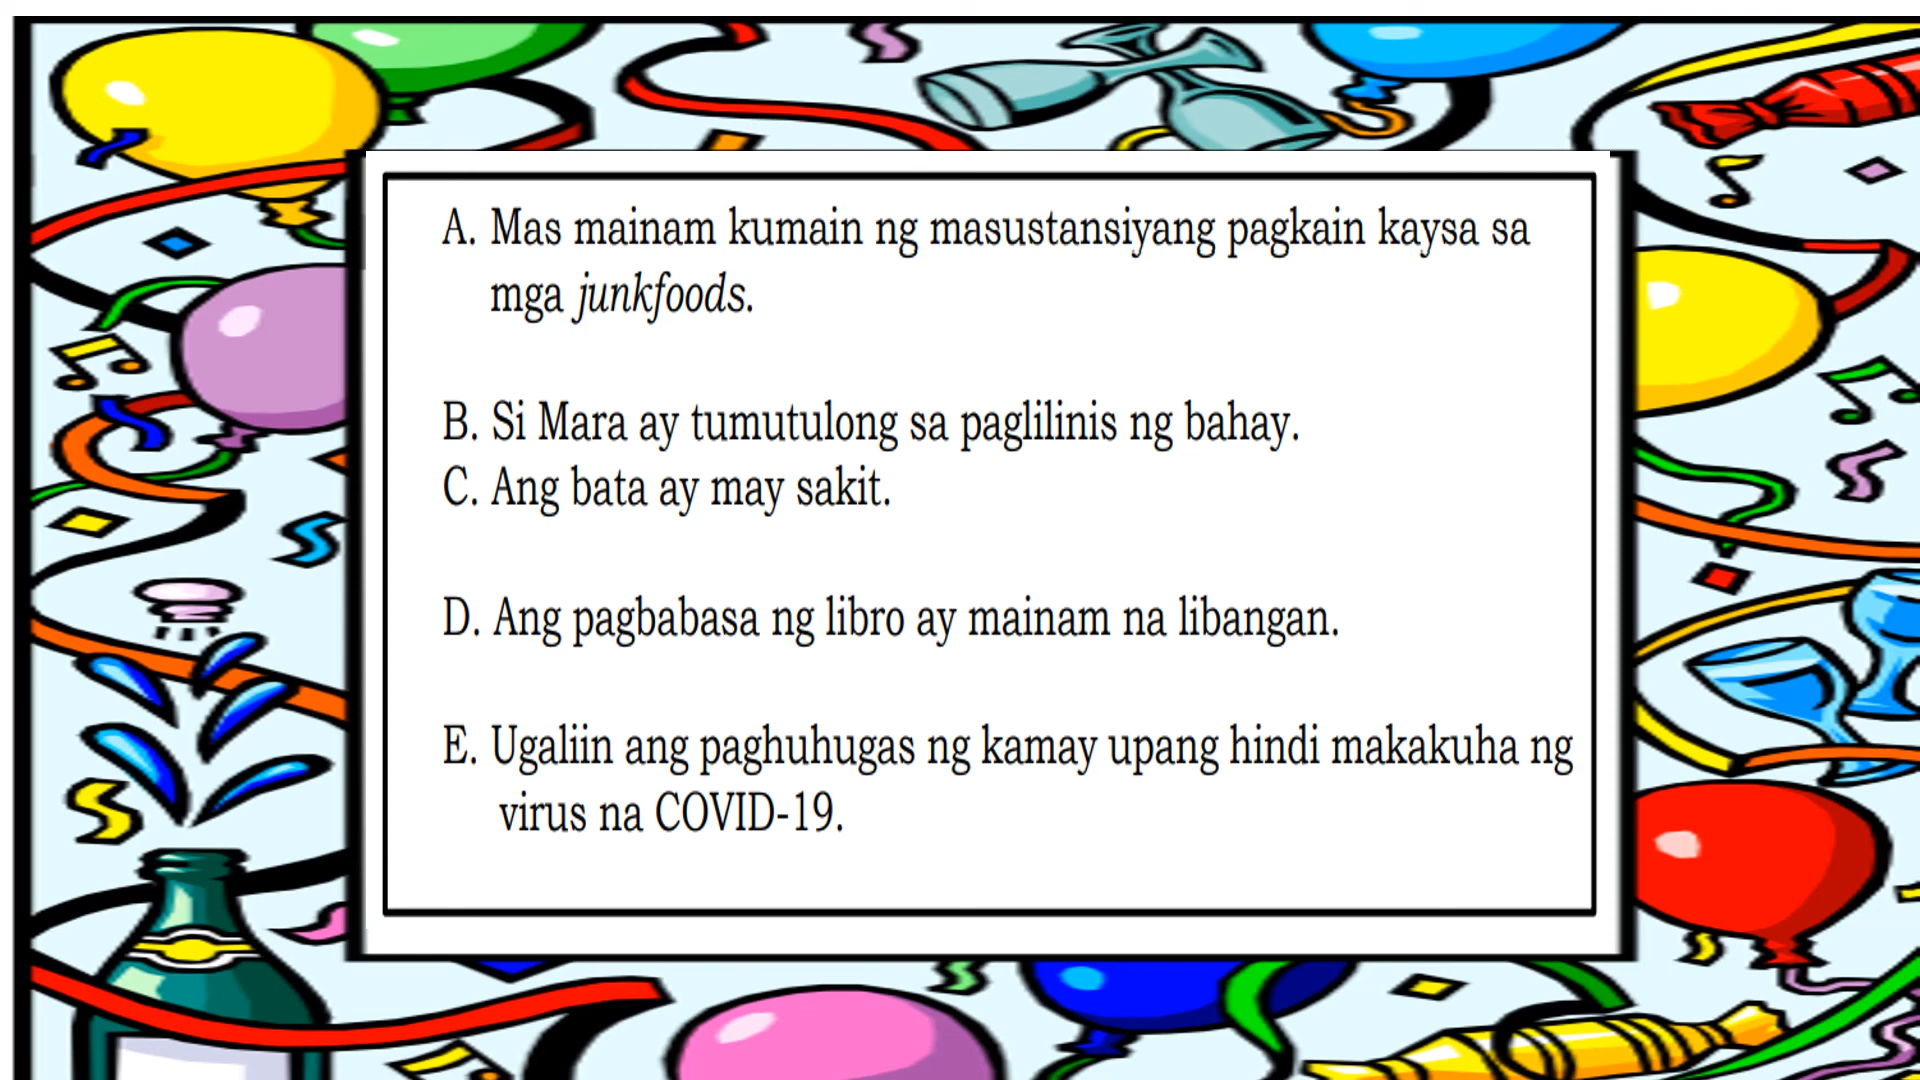 A. Mas mainam kumain ng masustansiyang pagkain kaysa sa
mga junkfoods.
B. Si Mara ay tumutulong sa paglilinis ng bahay.
C. Ang bata ay may sakit.
D. Ang pagbabasa ng libro ay mainam na libangan.
E. Ugaliin ang paghuhugas ng kamay upang hindi makakuha ng
virus na COVID-19.